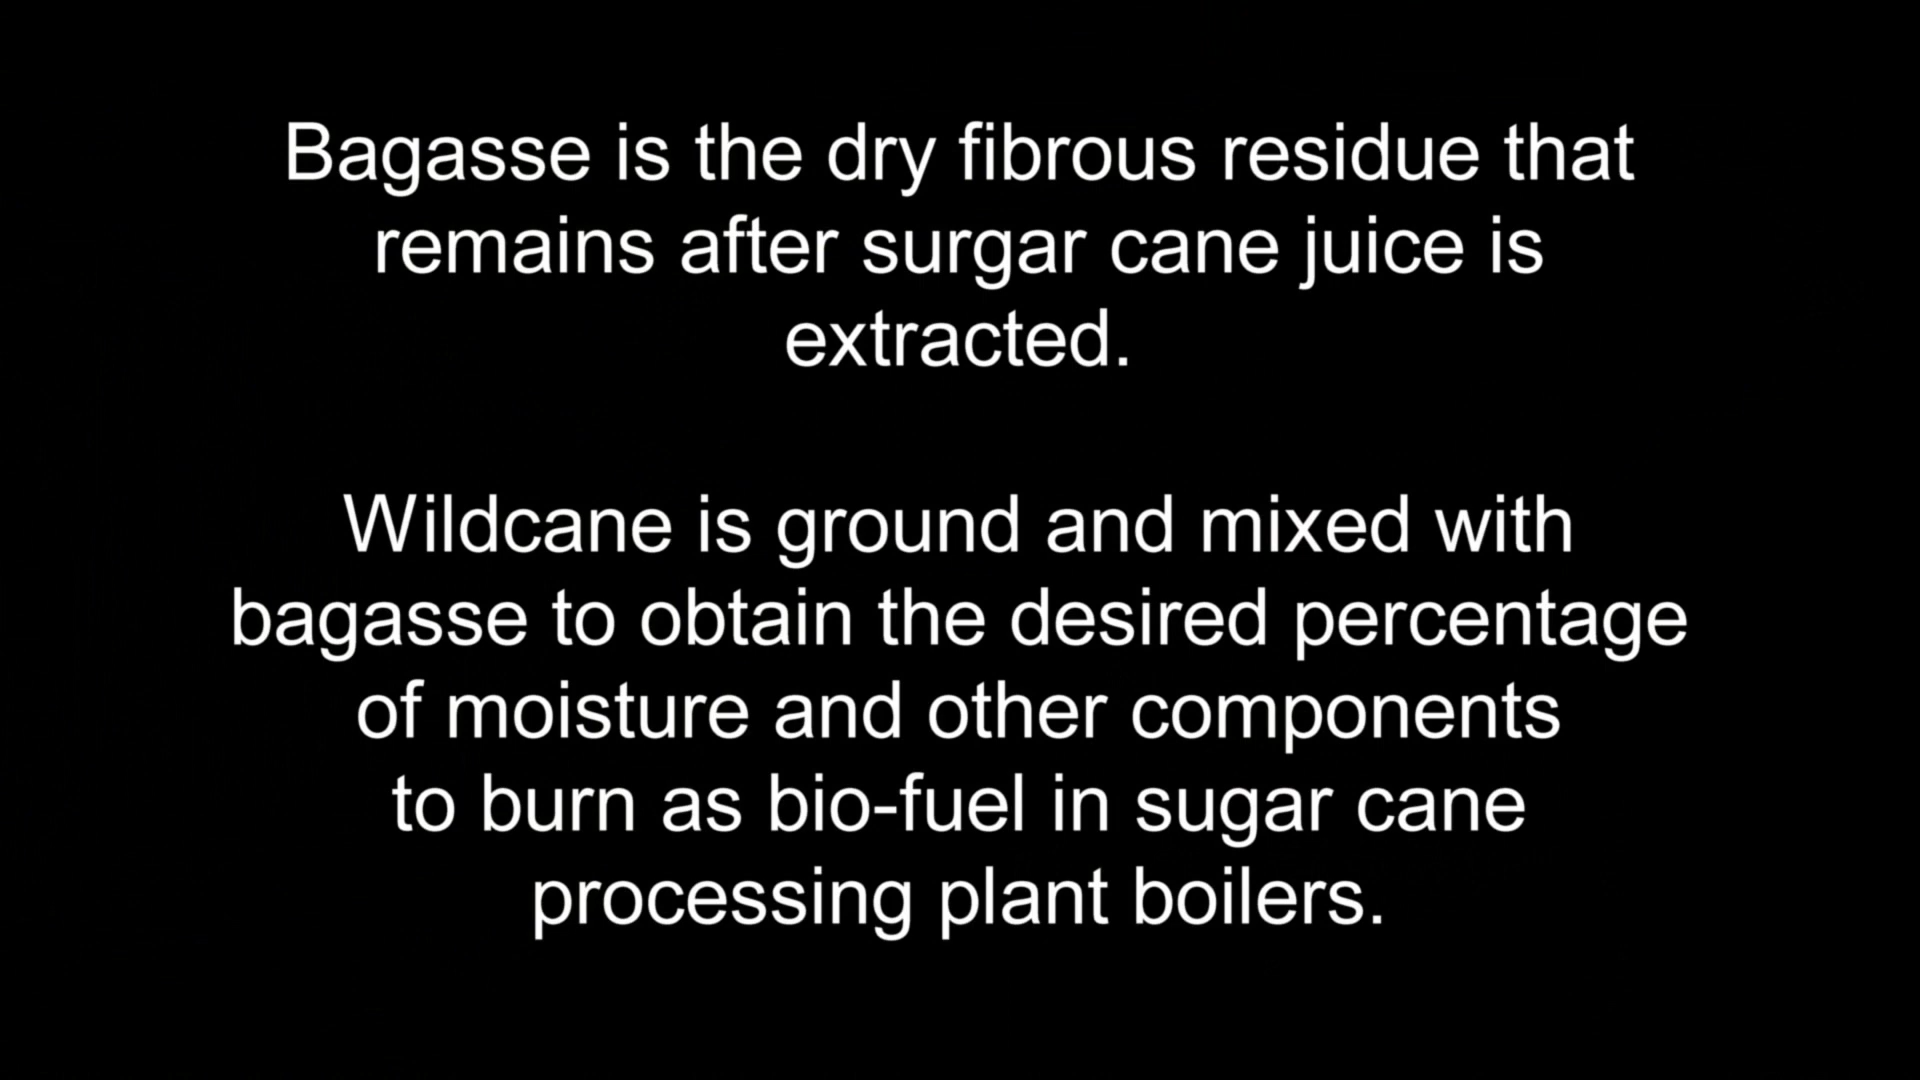 Bagasse is the dry fibrous residue that
remains after surgar cane juice is
extracted.
Wildcane is ground and mixed with
bagasse to obtain the desired percentage
of moisture and other components
to burn as bio-fuel in sugar cane
processing plant boilers.